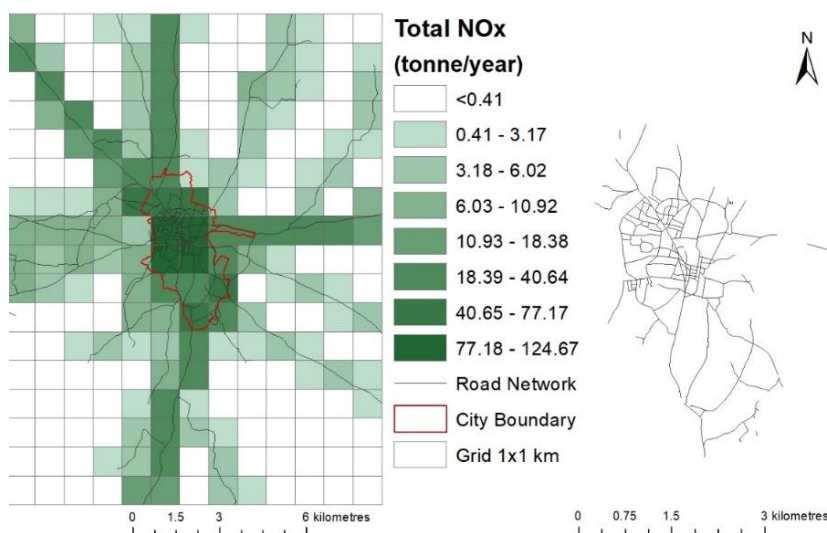 Total NOx
(tonne/year)
<0.41
0.41 - 3.17
3.18 - 6.02
6.03 - 10.92
10.93 - 18.38
18.39 - 40.64
40.65 - 77.17
77.18 - 124.67
Road Network
City Boundary
Grid 1x1 km
N
0 1.5 3 6 kilometres
0 0.75 1.5 3 kilometres